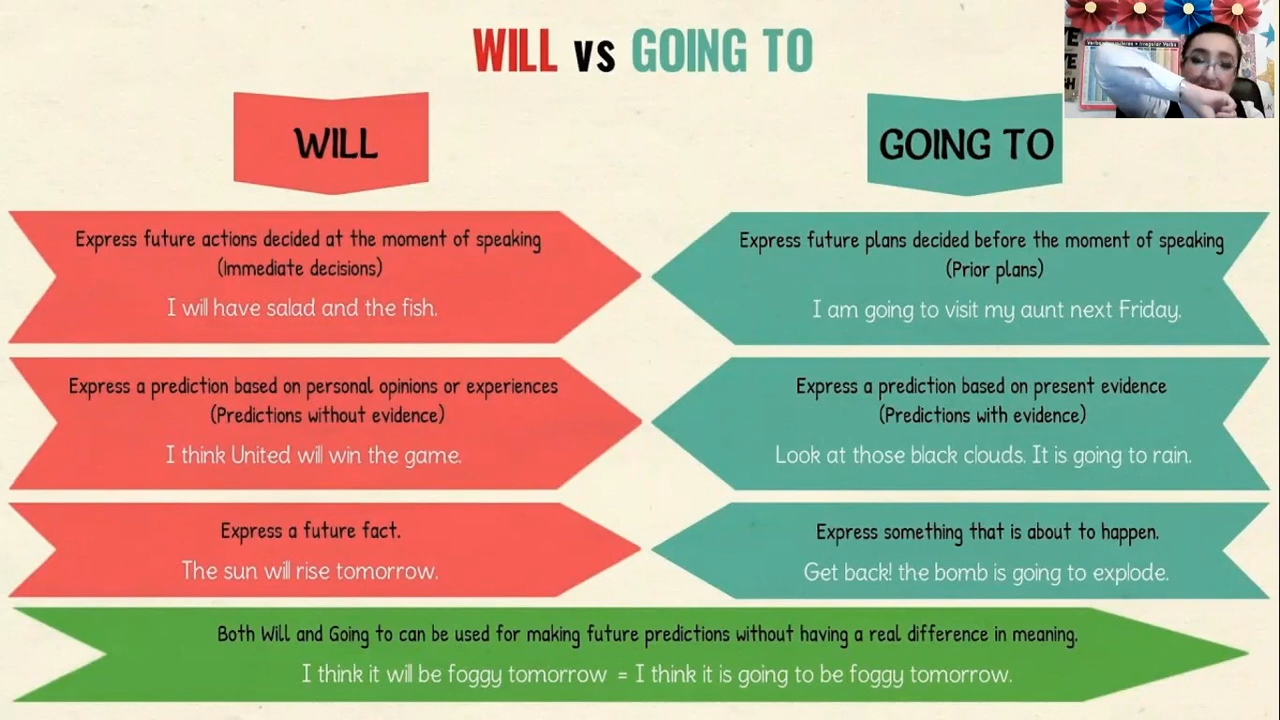 WILL vs GOING TO
WILL
Express future actions decided at the moment of speaking
(Immediate decisions)
I will have salad and the fish.
Express a prediction based on personal opinions or experiences
(Predictions without evidence)
I think United will win the game.
Express a future fact.
The sun will rise tomorrow.
GOING TO
Express future plans decided before the moment of speaking
(Prior plans)
I am going to visit my aunt next Friday.
Express a prediction based on present evidence
(Predictions with evidence)
Look at those black clouds. It is going to rain.
Express something that is about to happen.
Get back! the bomb is going to explode.
Both Will and Going to can be used for making future predictions without having a real difference in meaning.
I think it will be foggy tomorrow = I think it is going to be foggy tomorrow.